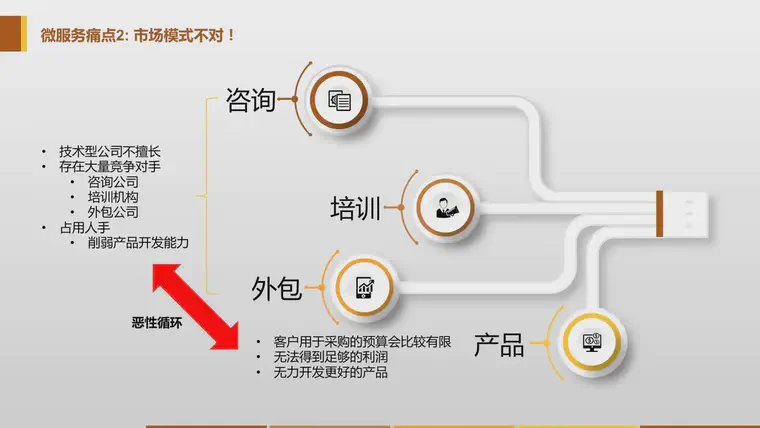 微服务痛点2: 市场模式不对！
咨询
• 技术型公司不擅长
• 存在大量竞争对手
• 咨询公司
• 培训机构
• 外包公司
• 占用人手
• 削弱产品开发能力
培训
外包
恶性循环
• 客户用于采购的预算会比较有限
• 无法得到足够的利润
• 无力开发更好的产品
产品